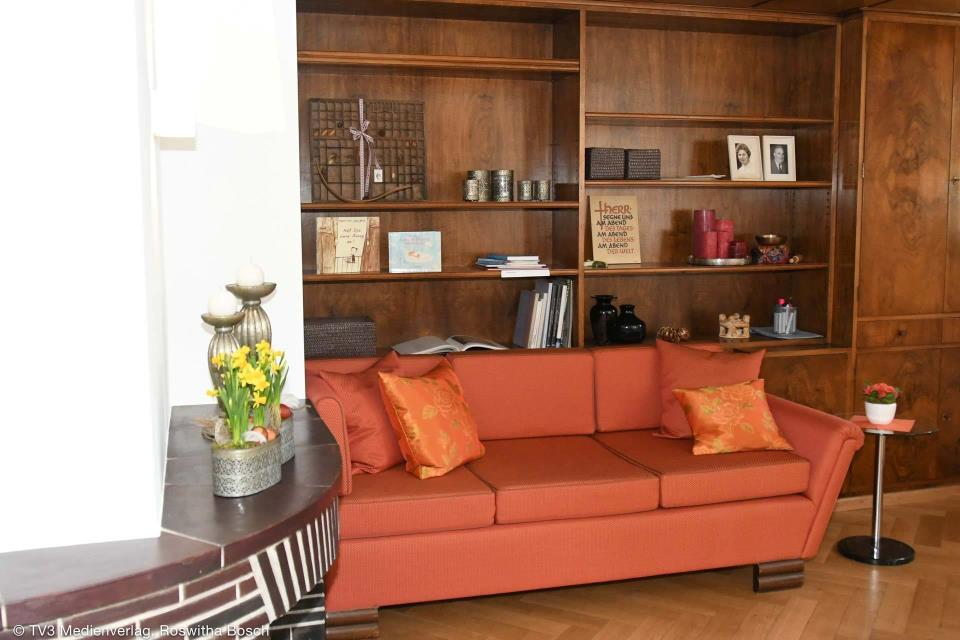 HERR:
SEGNE UNS
AM ABEND
DES TAGES·
AM ABEND
DES LEBENS·
AM ABEND
DER WELT.
© TV3 Medienverlag, Roswitha Bosch